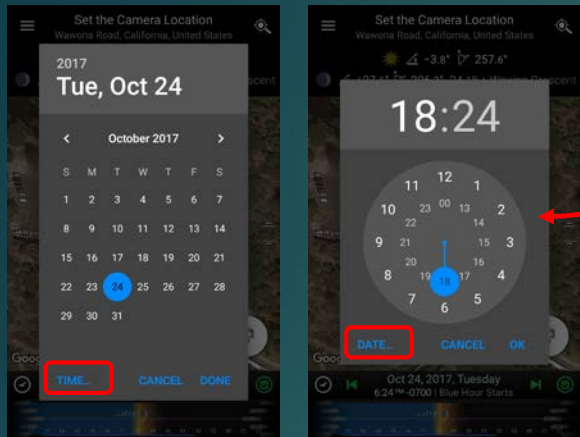 Set the Camera Location
Wawona Road, California, United States
2017
Tue, Oct 24
October 2017
S M T W T F S
1 2 3 4 5 6 7
8 9 10 11 12 13 14
15 16 17 18 19 20 21
22 23 24 25 26 27 28
29 30 31
TIME...
CANCEL
DONE
Goo
Set the Camera Location
Wawona Road, California, United States
-3.8° 257.6°
Crescent
18:24
12
11 1
00
10 23 13 2
22 14
9 21 15 3
20 16
8 19 18 17 4
7 5
6
DATE...
CANCEL
OK
Goo
Oct 24, 2017, Tuesday
6:24 PM -0700 | Blue Hour Starts